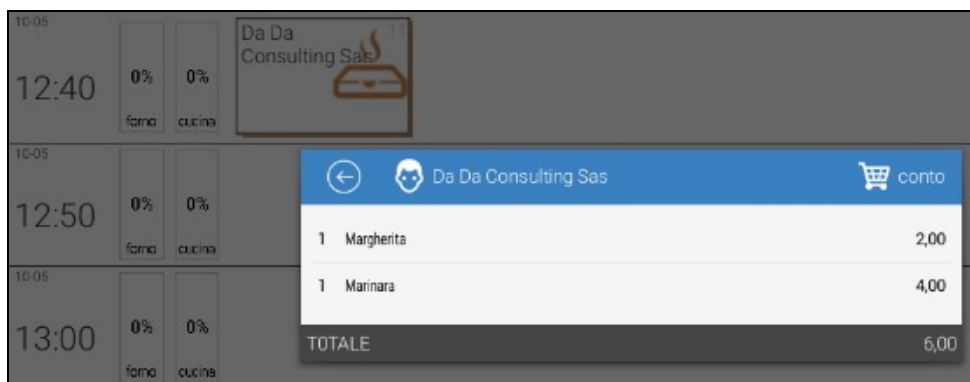 10-05
12:40
0%
0%
forno
cucina
Da Da
Consulting Sas
11
10-05
12:50
0%
0%
forno
cucina
Da Da Consulting Sas
conto
1 Margherita 2,00
1 Marinara 4,00
TOTALE 6,00
10-05
13:00
0%
0%
forno
cucina